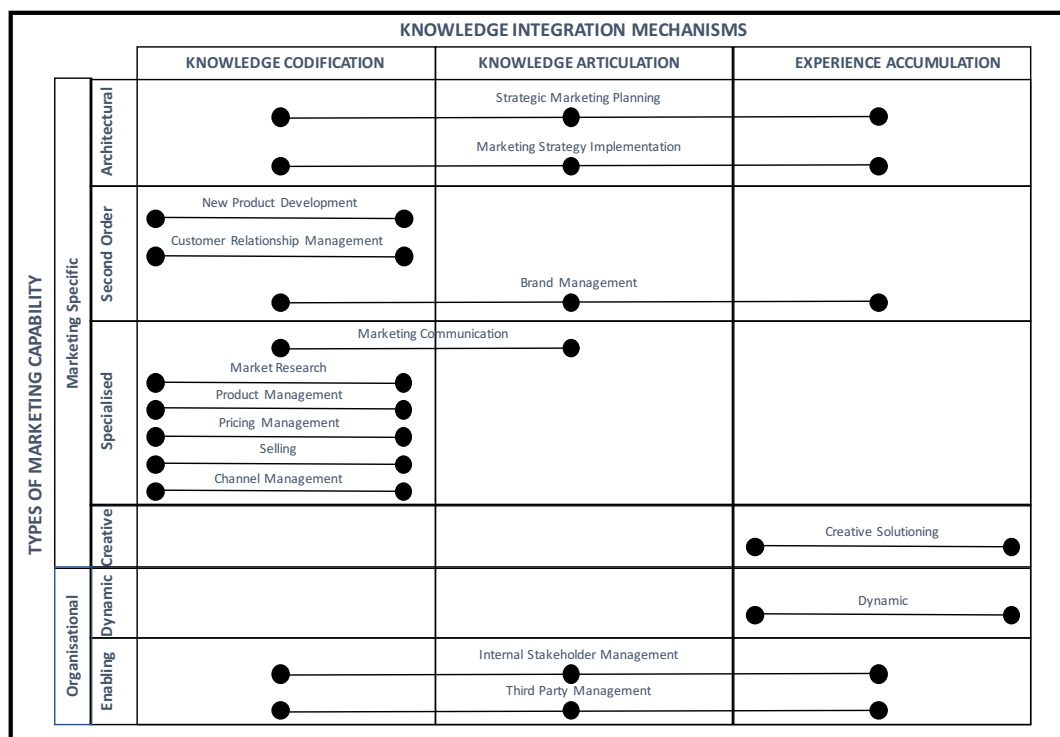 KNOWLEDGE INTEGRATION MECHANISMS
KNOWLEDGE CODIFICATION
KNOWLEDGE ARTICULATION
EXPERIENCE ACCUMULATION
TYPES OF MARKETING CAPABILITY
Marketing Specific
Architectural
Strategic Marketing Planning
Marketing Strategy Implementation
Second Order
New Product Development
Customer Relationship Management
Brand Management
Specialised
Marketing Communication
Market Research
Product Management
Pricing Management
Selling
Channel Management
Creative
Creative Solutioning
Organisational
Dynamic
Dynamic
Enabling
Internal Stakeholder Management
Third Party Management